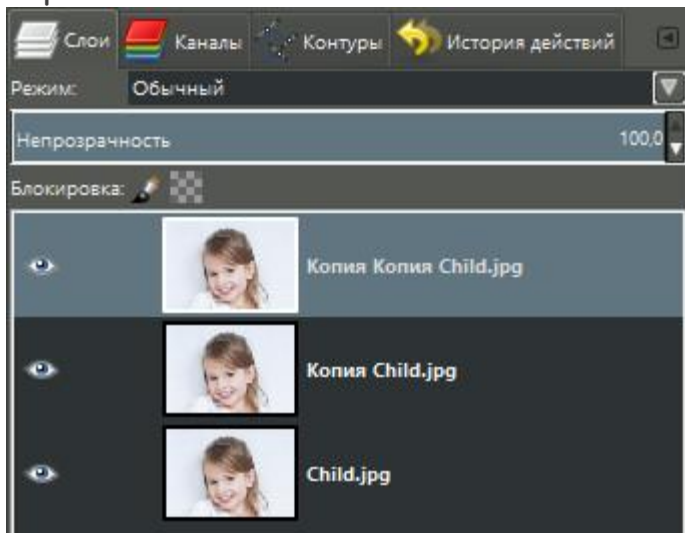 Слои Каналы Контуры История действий
Режим: Обычный
Непрозрачность 100,0
Блокировка:
Копия Копия Child.jpg
Копия Child.jpg
Child.jpg